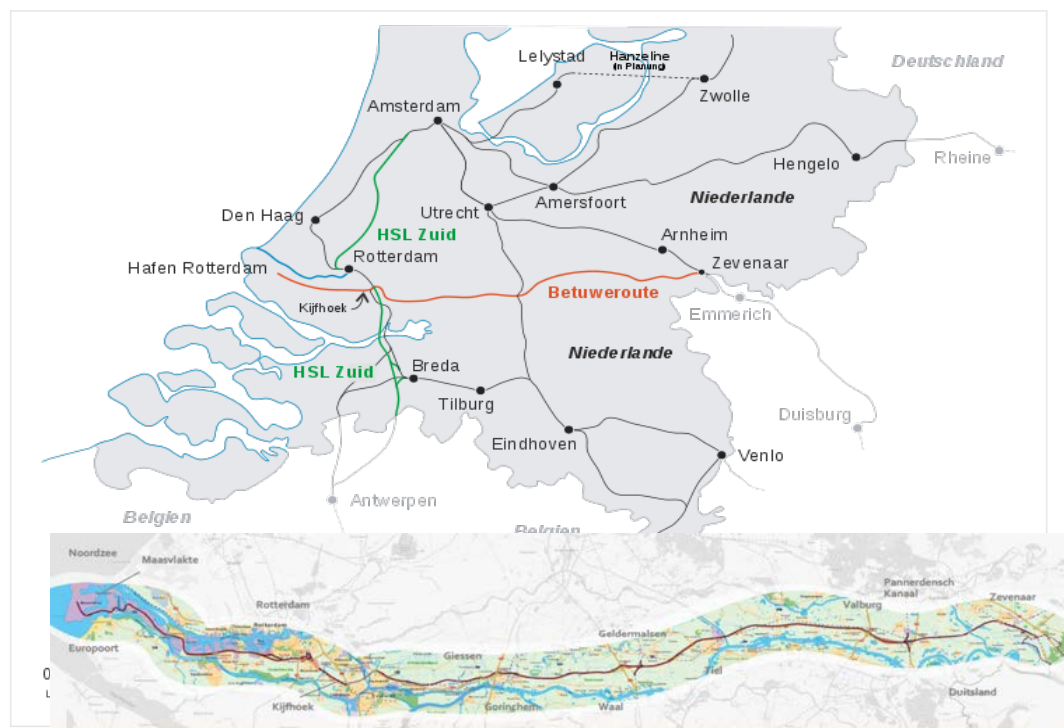 Deutschland
Lelystad
Hanzeline
(in Planung)
Zwolle
Amsterdam
Hengelo
Rheine
Amersfoort
Niederlande
Utrecht
Den Haag
HSL Zuid
Arnheim
Rotterdam
Zevenaar
Hafen Rotterdam
Betuweroute
Kijfhoek
Emmerich
Niederlande
HSL Zuid
Breda
Tilburg
Duisburg
Eindhoven
Venlo
Antwerpen
Belgien
Belgien
Noordzee
Maasvlakte
Pannerdensch
Kanaal
Zevenaar
Rotterdam
Valburg
Geldermalsen
Europoort
Giessen
Tiel
Kijfhoek
Gorinchem
Waal
Duitsland
0